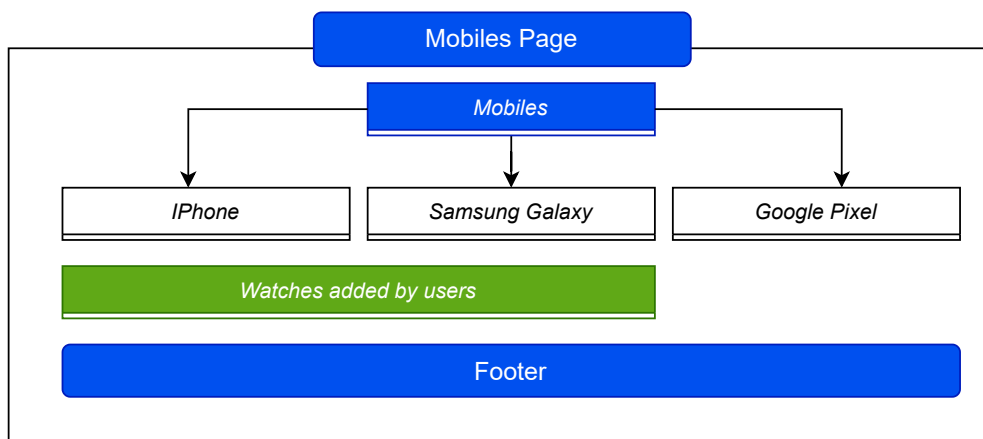 Mobiles Page
Mobiles
IPhone
Samsung Galaxy
Google Pixel
Watches added by users
Footer